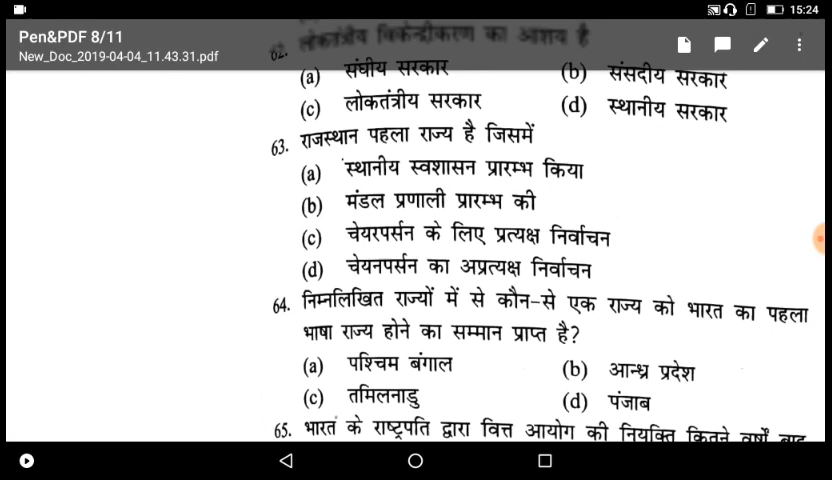 15:24
Pen&PDF 8/11
New_Doc_2019-04-04_11.43.31.pdf
62. लोकतंत्रीय विकेन्द्रीकरण का आशय है
(a) संघीय सरकार (b) संसदीय सरकार
(c) लोकतंत्रीय सरकार (d) स्थानीय सरकार
63. राजस्थान पहला राज्य है जिसमें
(a) स्थानीय स्वशासन प्रारम्भ किया
(b) मंडल प्रणाली प्रारम्भ की
(c) चेयरपर्सन के लिए प्रत्यक्ष निर्वाचन
(d) चेयनपर्सन का अप्रत्यक्ष निर्वाचन
64. निम्नलिखित राज्यों में से कौन-से एक राज्य को भारत का पहला
भाषा राज्य होने का सम्मान प्राप्त है?
(a) पश्चिम बंगाल (b) आन्ध्र प्रदेश
(c) तमिलनाडु (d) पंजाब
65. भारत के राष्ट्रपति द्वारा वित्त आयोग की नियुक्ति कितने वर्षों बाद